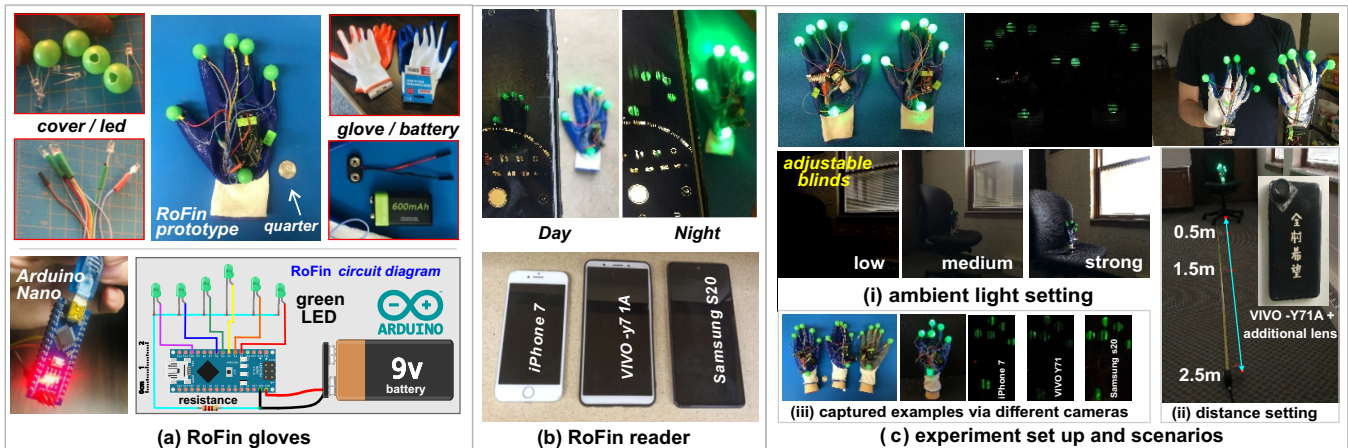 cover / led
RoFin
prototype
quarter
glove / battery
600mAh
Arduino
Nano
RoFin circuit diagram
green
LED
ARDUINO
9v
battery
resistance
0cm 1 2
(a) RoFin gloves
Day
Night
iPhone 7
VIVO -y7 1A
Samsung S20
(b) RoFin reader
adjustable
blinds
low
medium
strong
(i) ambient light setting
iPhone 7
VIVO Y71
Samsung s20
(iii) captured examples via different cameras
0.5m
1.5m
2.5m
全村希望
VIVO -Y71A +
additional lens
(ii) distance setting
(c) experiment set up and scenarios